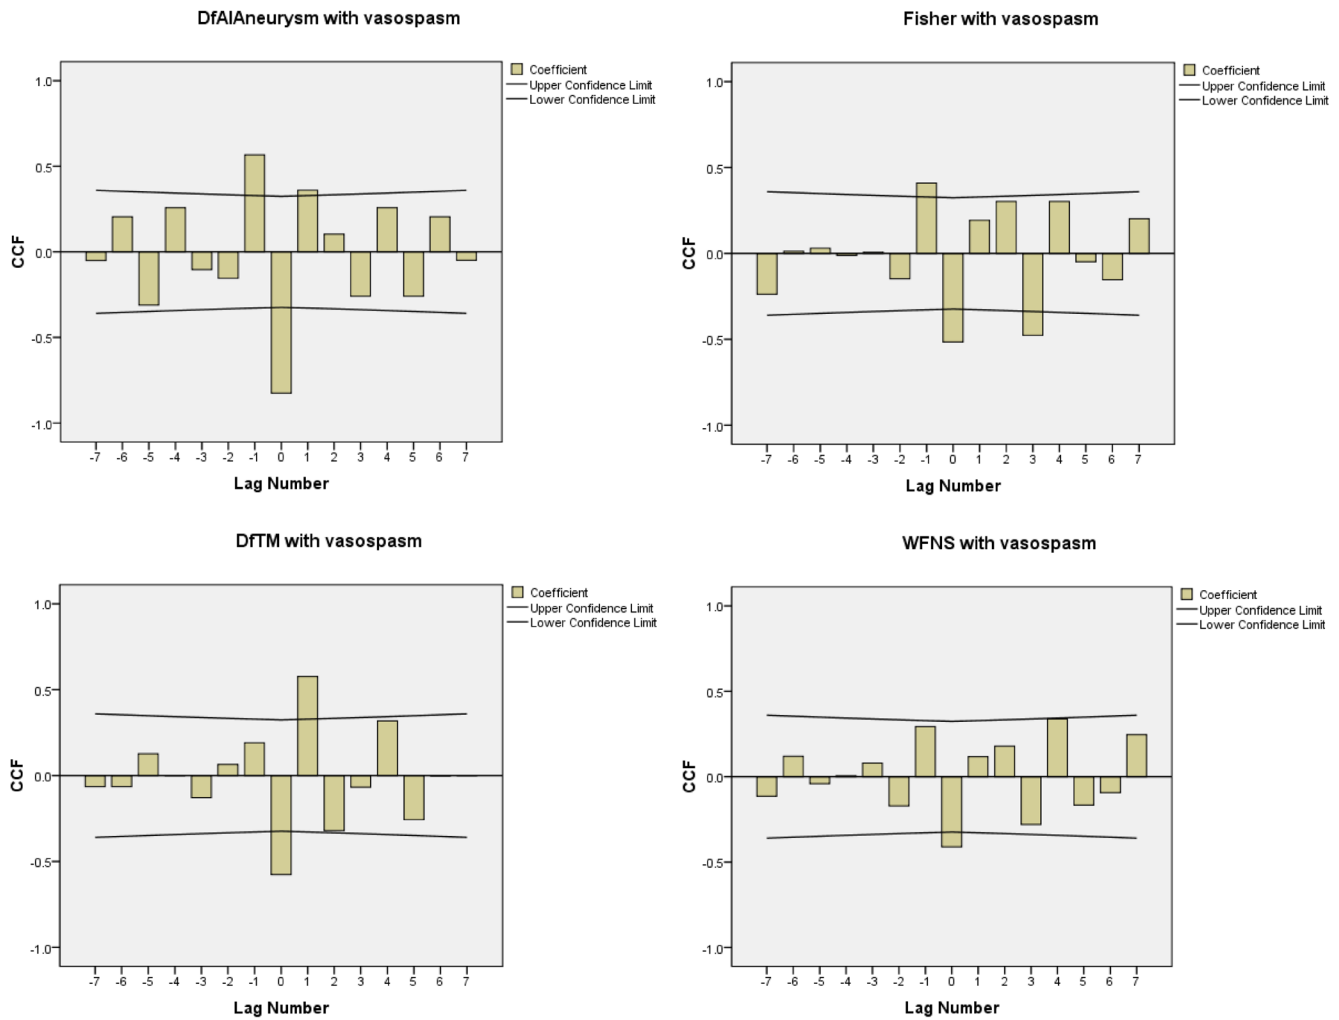 DfAIAneurysm with vasospasm
Coefficient
Upper Confidence Limit
Lower Confidence Limit
CCF
1.0
0.5
0.0
-0.5
-1.0
-7 -6 -5 -4 -3 -2 -1 0 1 2 3 4 5 6 7
Lag Number
Fisher with vasospasm
Coefficient
Upper Confidence Limit
Lower Confidence Limit
CCF
1.0
0.5
0.0
-0.5
-1.0
-7 -6 -5 -4 -3 -2 -1 0 1 2 3 4 5 6 7
Lag Number
DfTM with vasospasm
Coefficient
Upper Confidence Limit
Lower Confidence Limit
CCF
1.0
0.5
0.0
-0.5
-1.0
-7 -6 -5 -4 -3 -2 -1 0 1 2 3 4 5 6 7
Lag Number
WFNS with vasospasm
Coefficient
Upper Confidence Limit
Lower Confidence Limit
CCF
1.0
0.5
0.0
-0.5
-1.0
-7 -6 -5 -4 -3 -2 -1 0 1 2 3 4 5 6 7
Lag Number